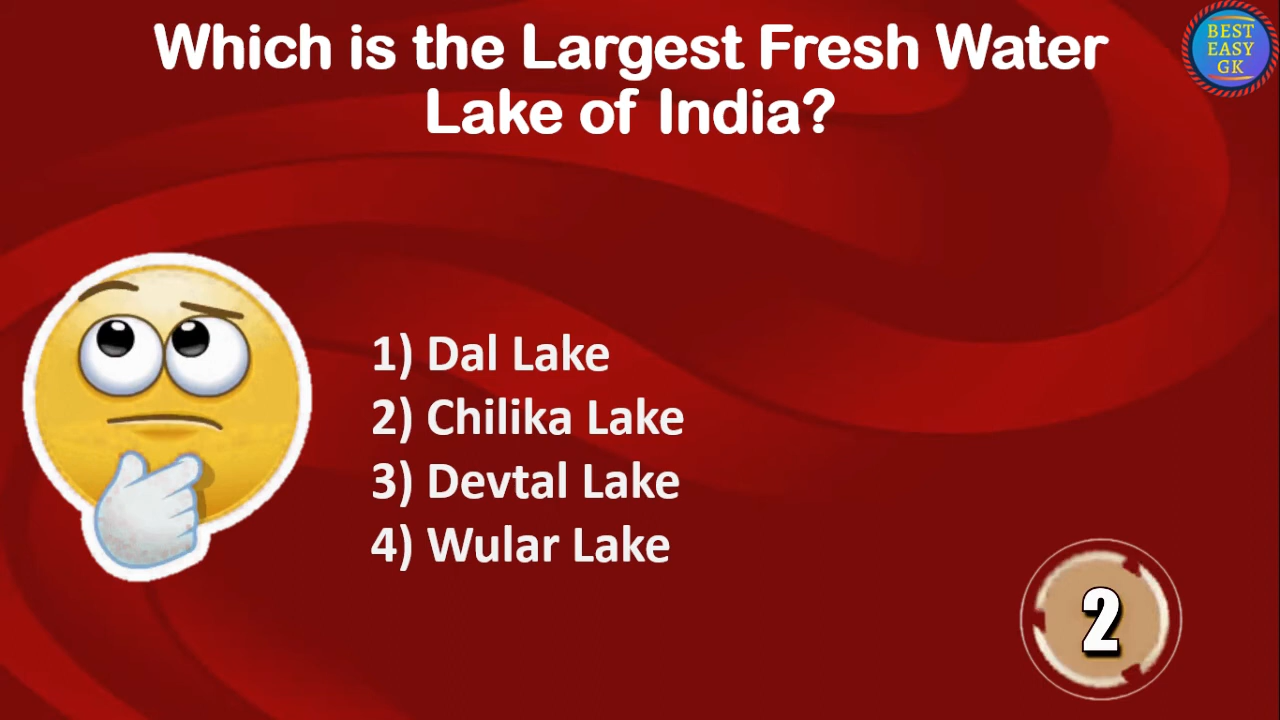 Which is the Largest Fresh Water
Lake of India?
BEST
EASY
GK
1) Dal Lake
2) Chilika Lake
3) Devtal Lake
4) Wular Lake
2